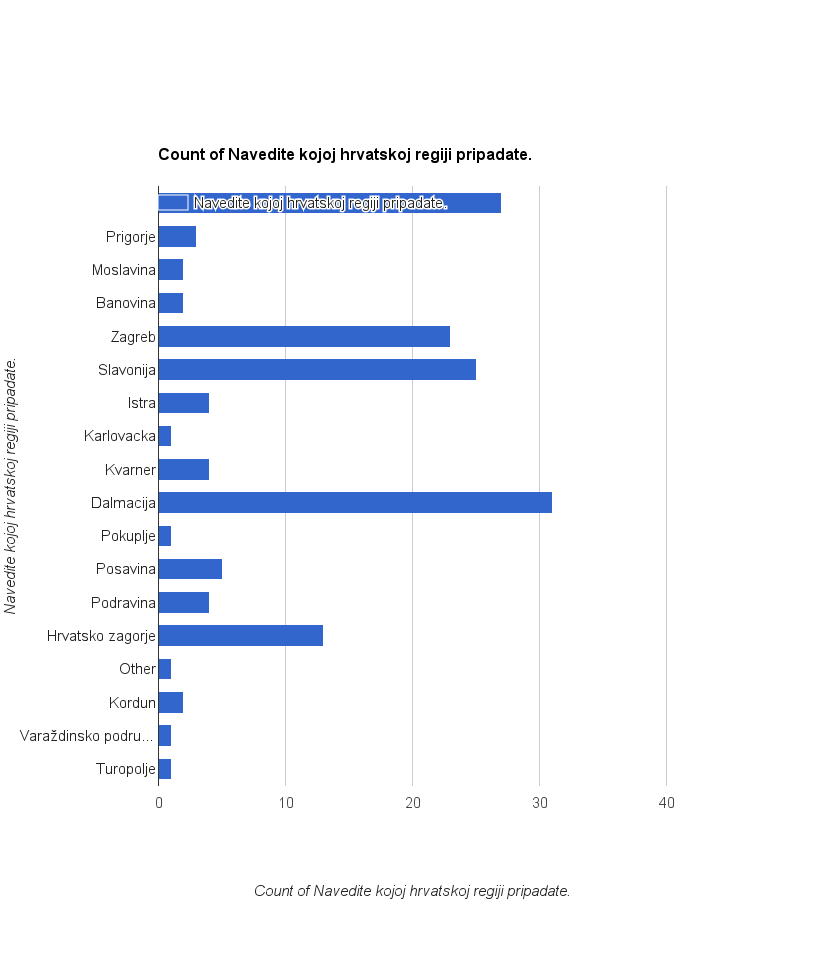 Count of Navedite kojoj hrvatskoj regiji pripadate.
Navedite kojoj hrvatskoj regiji pripadate.
Prigorje
Moslavina
Banovina
Zagreb
Slavonija
Istra
Karlovacka
Kvarner
Dalmacija
Pokuplje
Posavina
Podravina
Hrvatsko zagorje
Other
Kordun
Varaždinsko podru...
Turopolje
0 10 20 30 40
Count of Navedite kojoj hrvatskoj regiji pripadate.
Navedite kojoj hrvatskoj regiji pripadate.